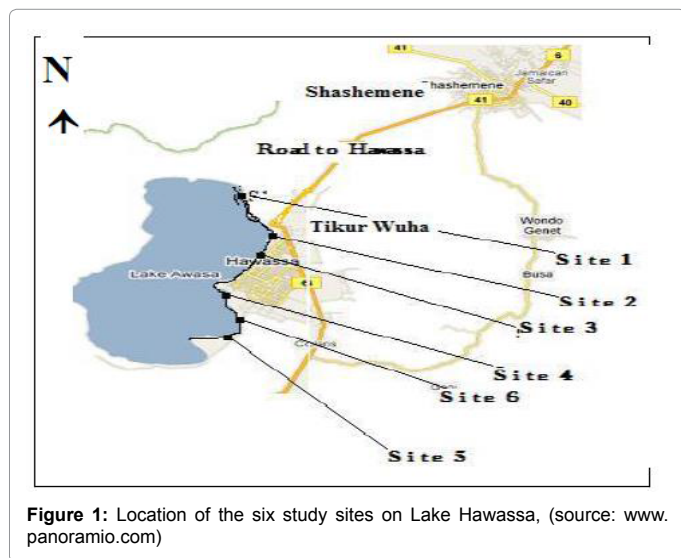 N
41
6
Jamaican
Safar
Shashemene
hashemene
41
40
Road to Hawassa
Tikur Wuha
Wondo
Genet
Hawassa
Lake Awasa
Busa
Site 1
6
Site 2
Site 3
Site 4
Site 6
Site 5
Figure 1: Location of the six study sites on Lake Hawassa, (source: www.
panoramio.com)